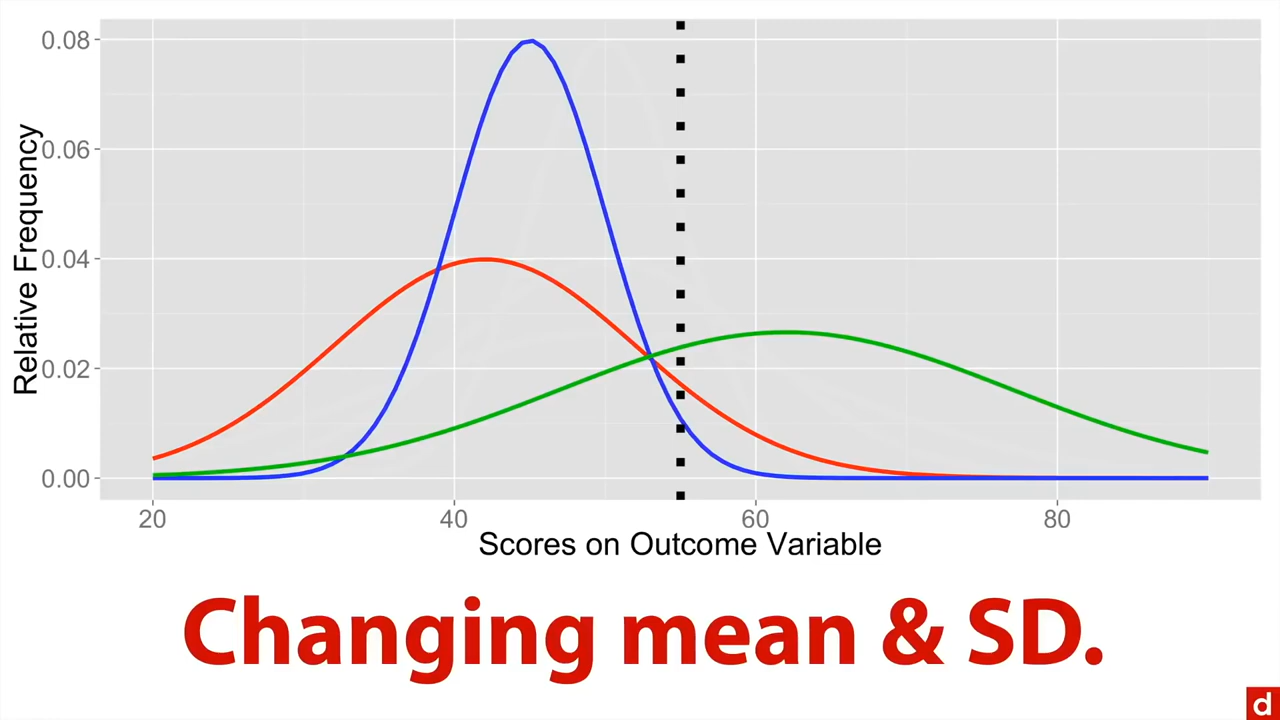 0.08
0.06
0.04
0.02
0.00
Relative Frequency
20 40 60 80
Scores on Outcome Variable
Changing mean & SD.
d